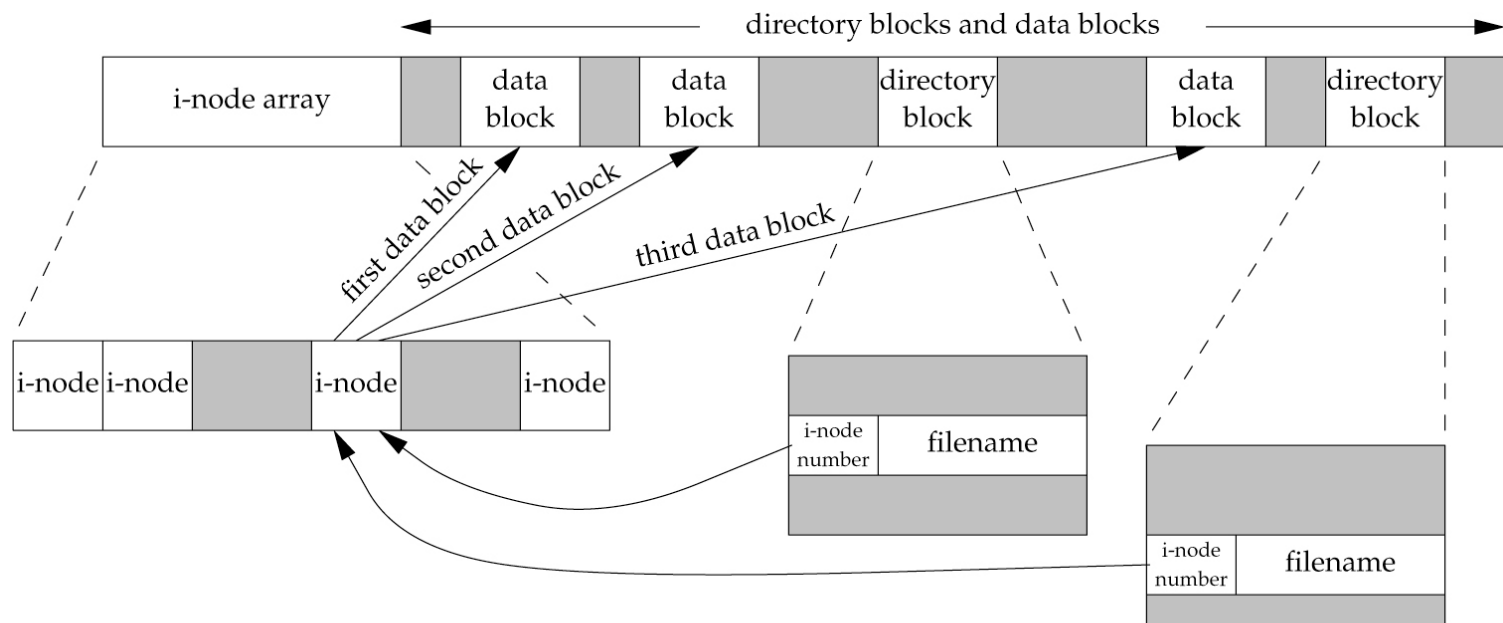 directory blocks and data blocks
i-node array
data
block
data
block
directory
block
data
block
directory
block
first data block
second data block
third data block
i-node
i-node
i-node
i-node
i-node
number
filename
i-node
number
filename